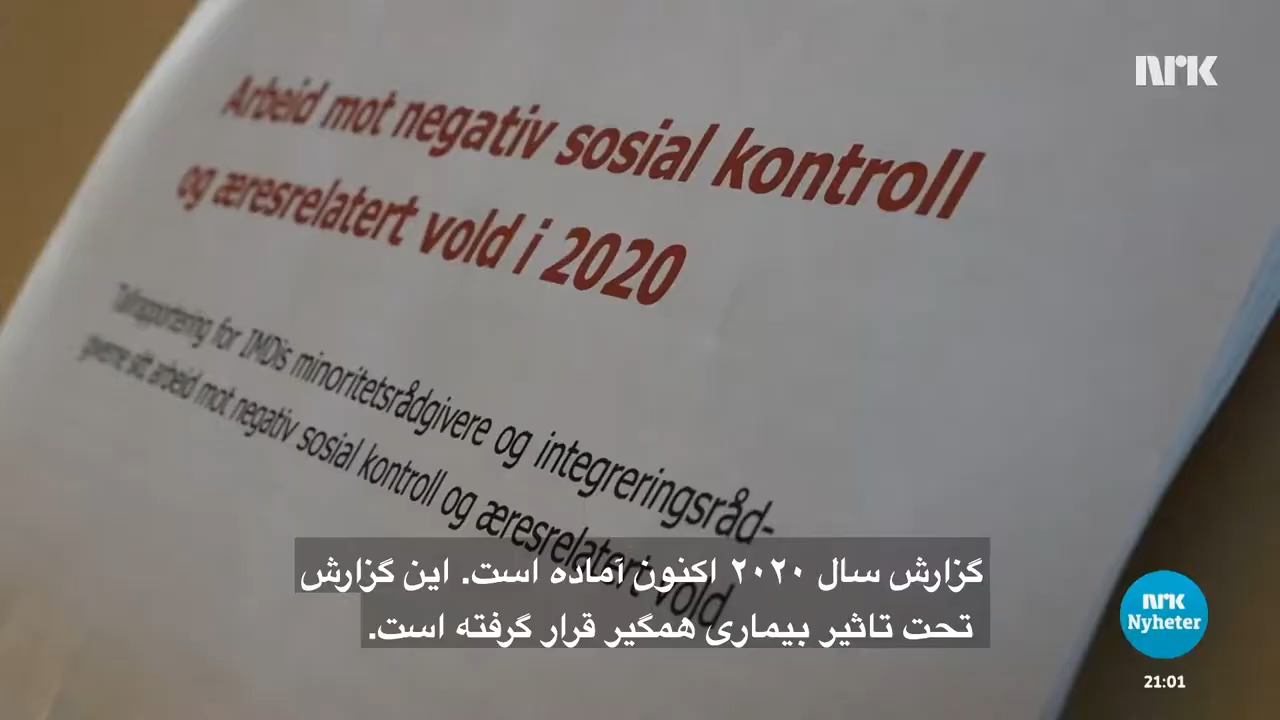 NRK
Arbeid mot negativ sosial kontroll
og æresrelatert vold i 2020
Tallrapportering for IMDis minoritetsrådgivere og integreringsråd-
giverne sitt arbeid mot negativ sosial kontroll og æresrelatert vold.
گزارش سال ۲۰۲۰ اکنون آماده است. این گزارش
تحت تاثیر بیماری همگیر قرار گرفته است.
NRK
Nyheter
21:01